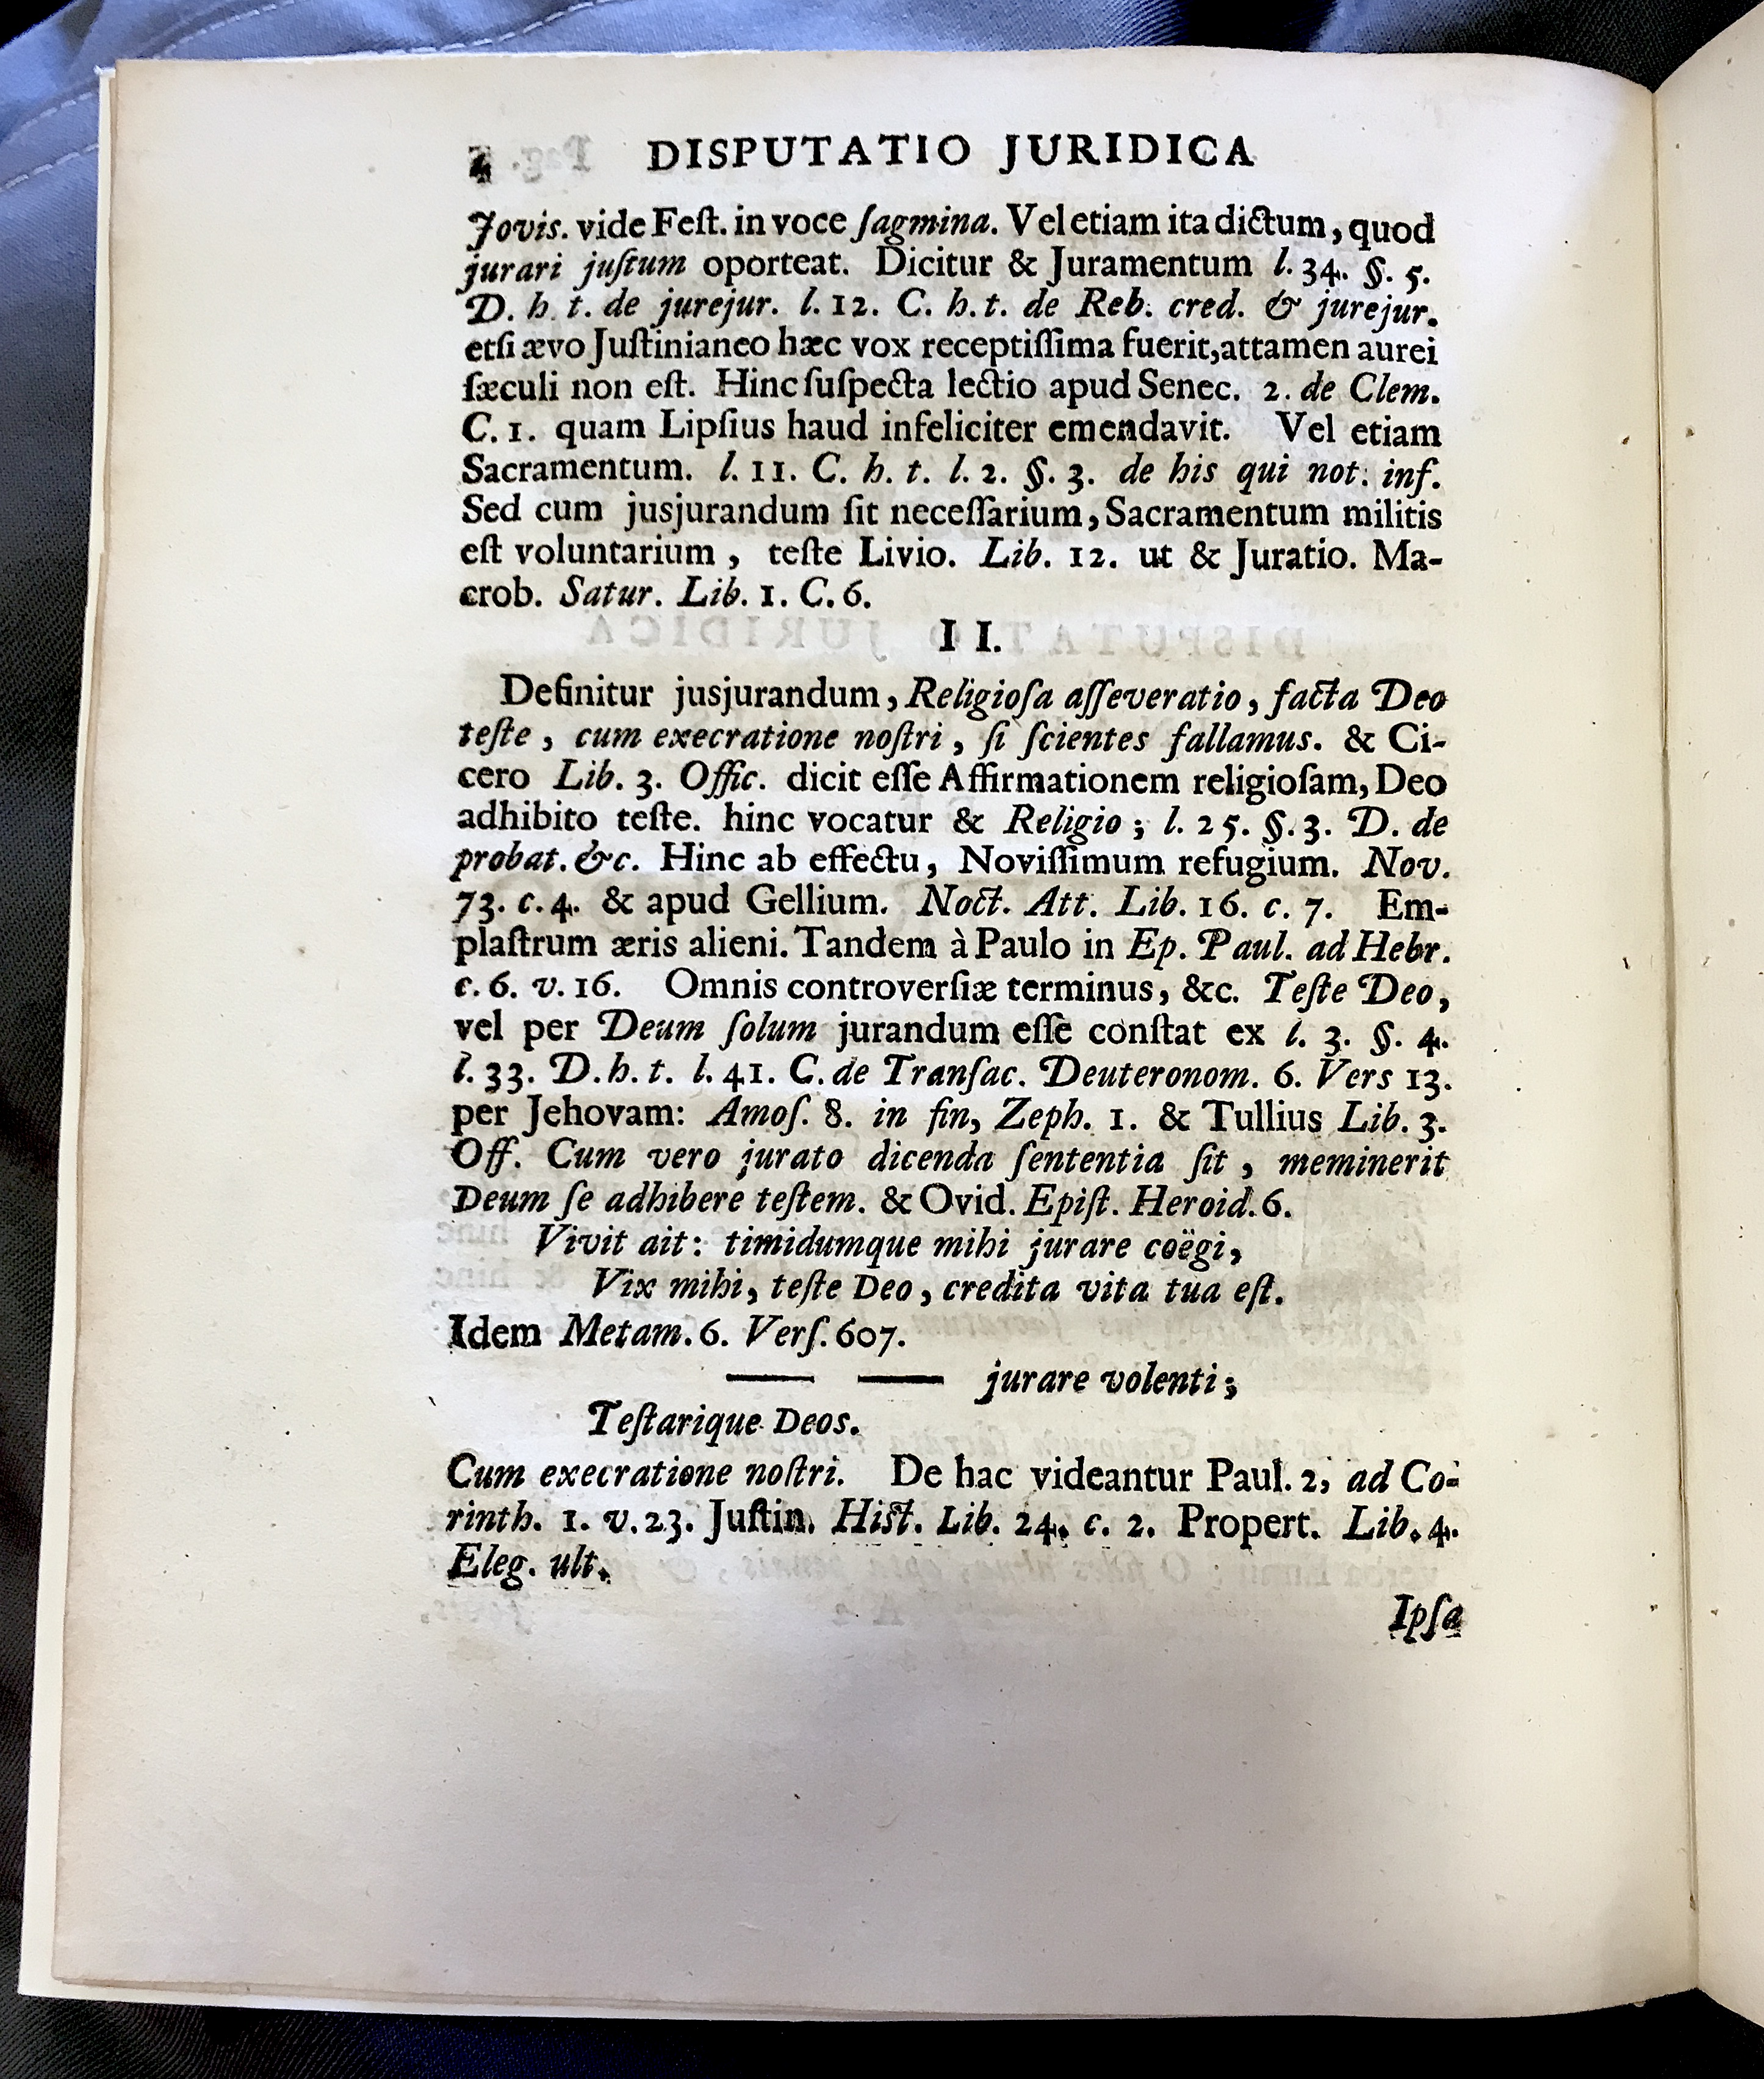 4 DISPUTATIO JURIDICA
Jovis. vide Feſt. in voce ſagmina. Vel etiam ita dictum, quod
jurari juſtum oporteat. Dicitur & Juramentum l. 34. §. 5.
D. h. t. de jurejur. l. 12. C. h. t. de Reb. cred. & jurejur.
etſi ævo Juſtinianeo hæc vox receptiſſima fuerit, attamen aurei
ſæculi non eſt. Hinc ſuſpecta lectio apud Senec. 2. de Clem.
C. 1. quam Lipſius haud infeliciter emendavit. Vel etiam
Sacramentum. l. 11. C. h. t. l. 2. §. 3. de his qui not. inf.
Sed cum jusjurandum ſit neceſſarium, Sacramentum militis
eſt voluntarium, teſte Livio. Lib. 12. ut & Juratio. Ma-
crob. Satur. Lib. 1. C. 6.
II.
Definitur jusjurandum, Religioſa aſſeveratio, facta Deo
teſte, cum execratione noſtri, ſi ſcientes fallamus. & Ci-
cero Lib. 3. Offic. dicit eſſe Affirmationem religioſam, Deo
adhibito teſte. hinc vocatur & Religio; l. 25. §. 3. D. de
probat. &c. Hinc ab effectu, Noviſſimum refugium. Nov.
73. c. 4. & apud Gellium. Noct. Att. Lib. 16. c. 7. Em-
plaſtrum æris alieni. Tandem à Paulo in Ep. Paul. ad Hebr.
c. 6. v. 16. Omnis controverſiæ terminus, &c. Teſte Deo,
vel per Deum ſolum jurandum eſſe conſtat ex l. 3. §. 4.
l. 33. D. h. t. l. 41. C. de Tranſac. Deuteronom. 6. Vers 13.
per Jehovam: Amoſ. 8. in fin, Zeph. 1. & Tullius Lib. 3.
Off. Cum vero jurato dicenda ſententia ſit, meminerit
Deum ſe adhibere teſtem. & Ovid. Epiſt. Heroid. 6.
Vivit ait: timidumque mihi jurare coëgi,
Vix mihi, teſte Deo, credita vita tua eſt.
Idem Metam. 6. Verſ. 607.
— — jurare volenti;
Teſtarique Deos.
Cum execratione noſtri. De hac videantur Paul. 2, ad Co-
rinth. 1. v. 23. Juſtin. Hiſt. Lib. 24. c. 2. Propert. Lib. 4.
Eleg. ult.
Ipſa